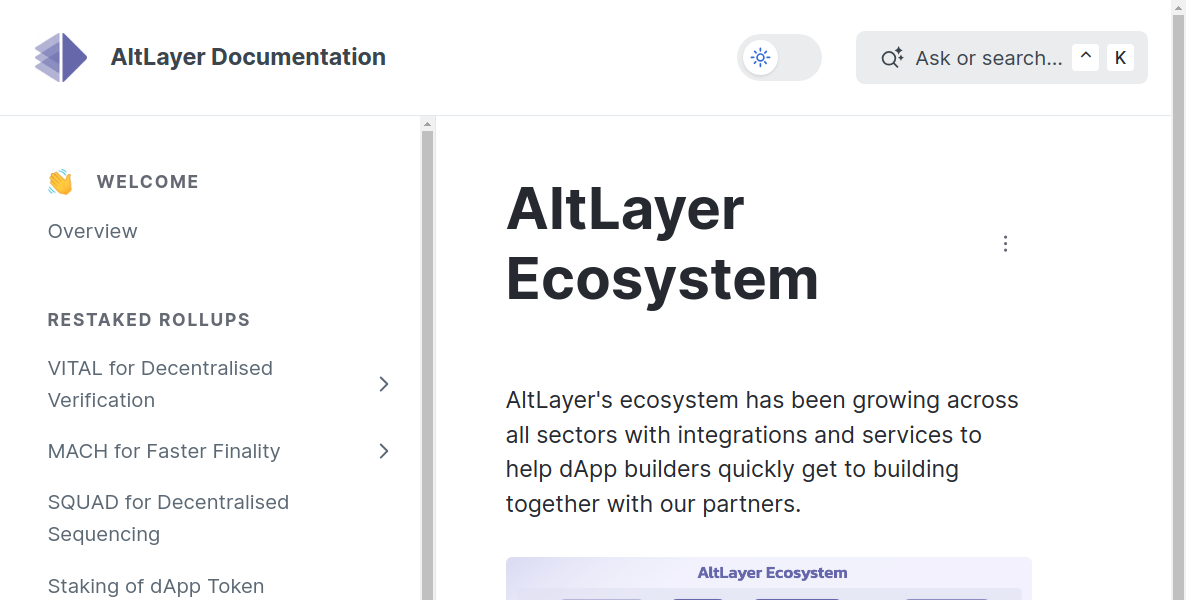 AltLayer Documentation
Ask or search...
^
K
WELCOME
Overview
RESTAKED ROLLUPS
VITAL for Decentralised
Verification
MACH for Faster Finality
SQUAD for Decentralised
Sequencing
Staking of dApp Token
AltLayer
Ecosystem
AltLayer's ecosystem has been growing across
all sectors with integrations and services to
help dApp builders quickly get to building
together with our partners.
AltLayer Ecosystem